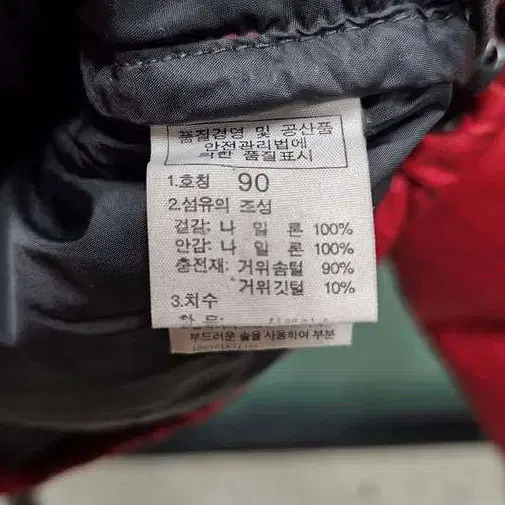 품질경영 및 공산품
안전관리법에
의한 품질표시
1.호칭 90
2.섬유의 조성
겉감: 나 일 론 100%
안감: 나 일 론 100%
충전재: 거위솜털 90%
거위깃털 10%
3.치수
부드러운 솔을 사용하여 부분